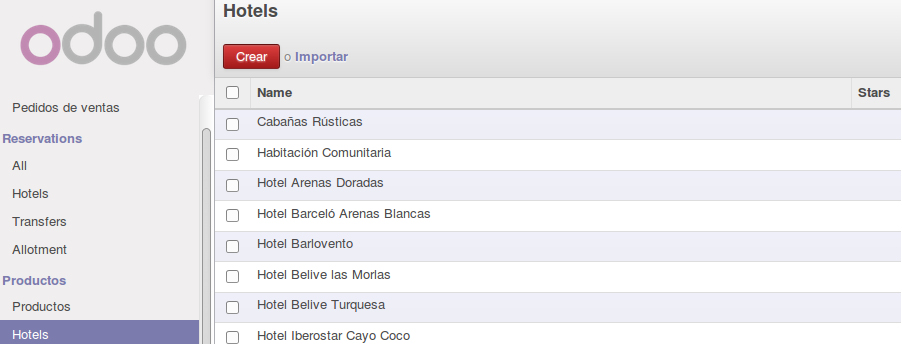 odoo
Pedidos de ventas
Reservations
All
Hotels
Transfers
Allotment
Productos
Productos
Hotels
Hotels
Crear o Importar
Name Stars
Cabañas Rústicas
Habitación Comunitaria
Hotel Arenas Doradas
Hotel Barceló Arenas Blancas
Hotel Barlovento
Hotel Belive las Morlas
Hotel Belive Turquesa
Hotel Iberostar Cayo Coco